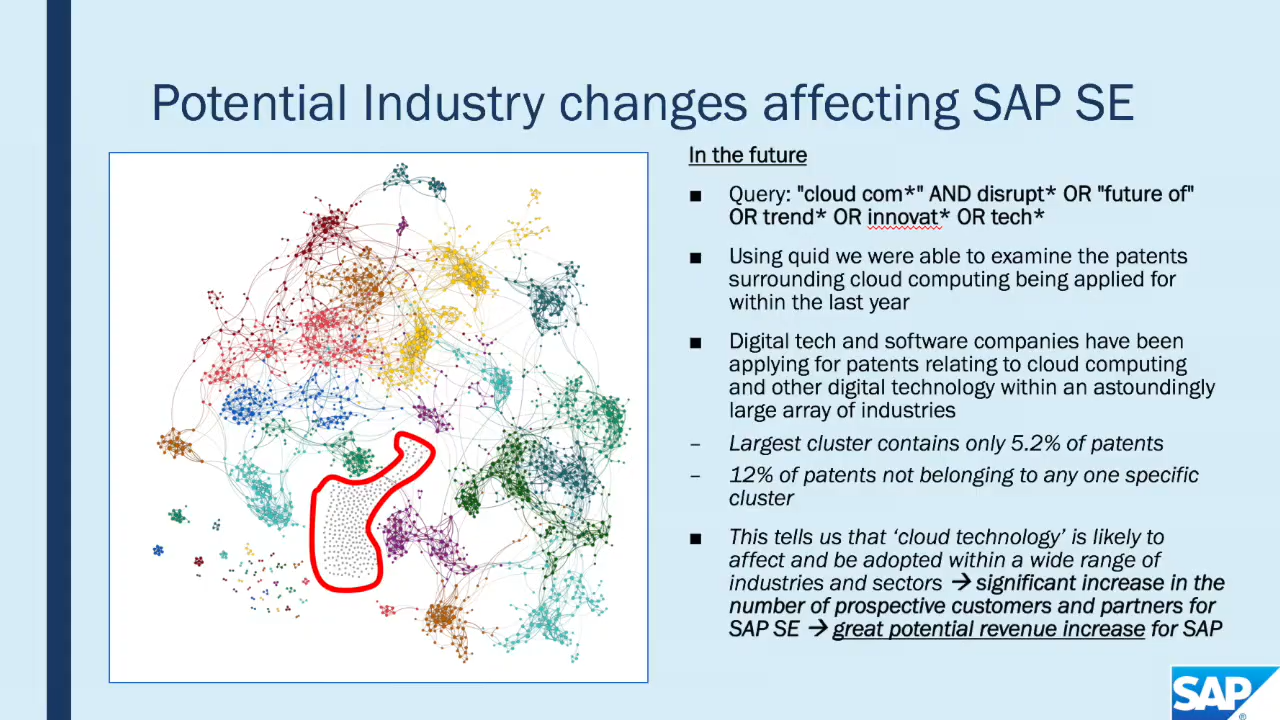 Potential Industry changes affecting SAP SE
In the future
■ Query: "cloud com*" AND disrupt* OR "future of"
OR trend* OR innovat* OR tech*
■ Using quid we were able to examine the patents
surrounding cloud computing being applied for
within the last year
■ Digital tech and software companies have been
applying for patents relating to cloud computing
and other digital technology within an astoundingly
large array of industries
– Largest cluster contains only 5.2% of patents
– 12% of patents not belonging to any one specific
cluster
■ This tells us that ‘cloud technology’ is likely to
affect and be adopted within a wide range of
industries and sectors → significant increase in the
number of prospective customers and partners for
SAP SE → great potential revenue increase for SAP
SAP
®